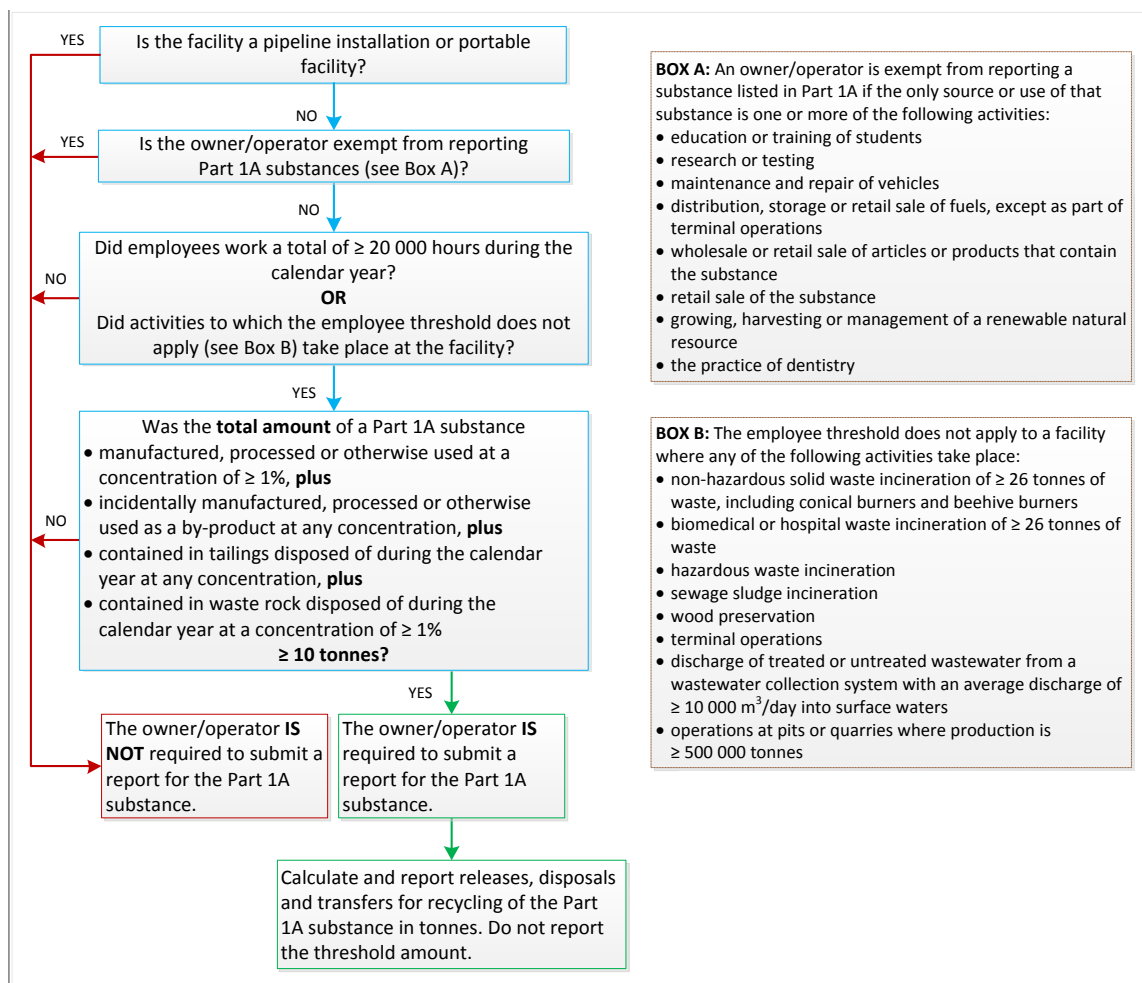 YES
Is the facility a pipeline installation or portable
facility?
NO
YES
Is the owner/operator exempt from reporting
Part 1A substances (see Box A)?
NO
Did employees work a total of ≥ 20 000 hours during the
calendar year?
OR
Did activities to which the employee threshold does not
apply (see Box B) take place at the facility?
NO
YES
Was the total amount of a Part 1A substance
• manufactured, processed or otherwise used at a
concentration of ≥ 1%, plus
• incidentally manufactured, processed or otherwise
used as a by-product at any concentration, plus
• contained in tailings disposed of during the calendar
year at any concentration, plus
• contained in waste rock disposed of during the
calendar year at a concentration of ≥ 1%
≥ 10 tonnes?
NO
YES
The owner/operator IS
NOT required to submit a
report for the Part 1A
substance.
The owner/operator IS
required to submit a
report for the Part 1A
substance.
Calculate and report releases, disposals
and transfers for recycling of the Part
1A substance in tonnes. Do not report
the threshold amount.
BOX A: An owner/operator is exempt from reporting a
substance listed in Part 1A if the only source or use of that
substance is one or more of the following activities:
• education or training of students
• research or testing
• maintenance and repair of vehicles
• distribution, storage or retail sale of fuels, except as part of
terminal operations
• wholesale or retail sale of articles or products that contain
the substance
• retail sale of the substance
• growing, harvesting or management of a renewable natural
resource
• the practice of dentistry
BOX B: The employee threshold does not apply to a facility
where any of the following activities take place:
• non-hazardous solid waste incineration of ≥ 26 tonnes of
waste, including conical burners and beehive burners
• biomedical or hospital waste incineration of ≥ 26 tonnes of
waste
• hazardous waste incineration
• sewage sludge incineration
• wood preservation
• terminal operations
• discharge of treated or untreated wastewater from a
wastewater collection system with an average discharge of
≥ 10 000 m³/day into surface waters
• operations at pits or quarries where production is
≥ 500 000 tonnes